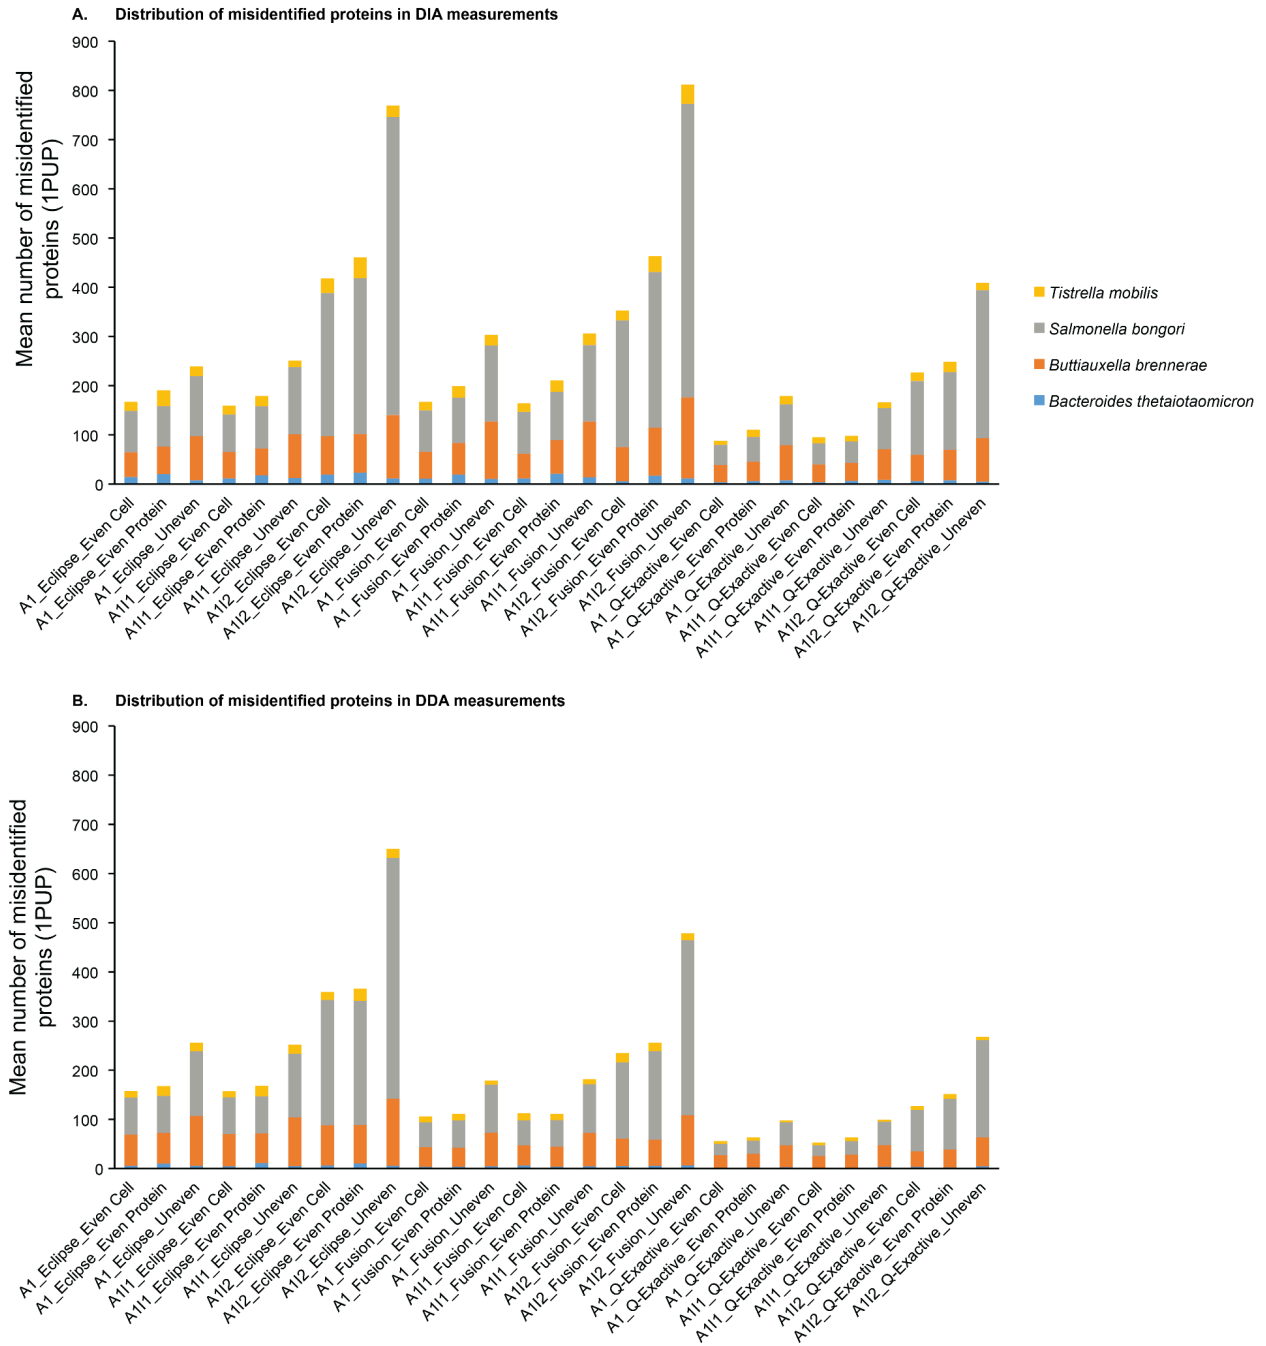 A. Distribution of misidentified proteins in DIA measurements
Mean number of misidentified
proteins (1PUP)
900
800
700
600
500
400
300
200
100
0
A1_Eclipse_Even Cell
A1_Eclipse_Even Protein
A1_Eclipse_Uneven
A1I1_Eclipse_Even Cell
A1I1_Eclipse_Even Protein
A1I1_Eclipse_Uneven
A1I2_Eclipse_Even Cell
A1I2_Eclipse_Even Protein
A1I2_Eclipse_Uneven
A1_Fusion_Even Cell
A1_Fusion_Even Protein
A1_Fusion_Uneven
A1I1_Fusion_Even Cell
A1I1_Fusion_Even Protein
A1I1_Fusion_Uneven
A1I2_Fusion_Even Cell
A1I2_Fusion_Even Protein
A1I2_Fusion_Uneven
A1_Q-Exactive_Even Cell
A1_Q-Exactive_Even Protein
A1_Q-Exactive_Uneven
A1I1_Q-Exactive_Even Cell
A1I1_Q-Exactive_Even Protein
A1I1_Q-Exactive_Uneven
A1I2_Q-Exactive_Even Cell
A1I2_Q-Exactive_Even Protein
A1I2_Q-Exactive_Uneven
Tistrella mobilis
Salmonella bongori
Buttiauxella brennerae
Bacteroides thetaiotaomicron
B. Distribution of misidentified proteins in DDA measurements
Mean number of misidentified
proteins (1PUP)
900
800
700
600
500
400
300
200
100
0
A1_Eclipse_Even Cell
A1_Eclipse_Even Protein
A1_Eclipse_Uneven
A1I1_Eclipse_Even Cell
A1I1_Eclipse_Even Protein
A1I1_Eclipse_Uneven
A1I2_Eclipse_Even Cell
A1I2_Eclipse_Even Protein
A1I2_Eclipse_Uneven
A1_Fusion_Even Cell
A1_Fusion_Even Protein
A1_Fusion_Uneven
A1I1_Fusion_Even Cell
A1I1_Fusion_Even Protein
A1I1_Fusion_Uneven
A1I2_Fusion_Even Cell
A1I2_Fusion_Even Protein
A1I2_Fusion_Uneven
A1_Q-Exactive_Even Cell
A1_Q-Exactive_Even Protein
A1_Q-Exactive_Uneven
A1I1_Q-Exactive_Even Cell
A1I1_Q-Exactive_Even Protein
A1I1_Q-Exactive_Uneven
A1I2_Q-Exactive_Even Cell
A1I2_Q-Exactive_Even Protein
A1I2_Q-Exactive_Uneven